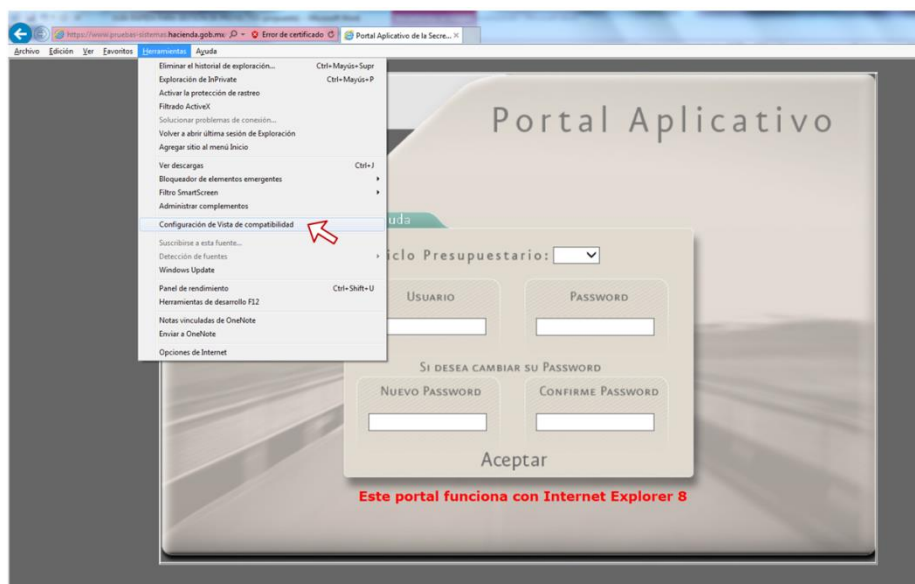 https://www.pruebas-sistemas.hacienda.gob.mx Error de certificado Portal Aplicativo de la Secre...
Archivo Edición Ver Favoritos Herramientas Ayuda
Eliminar el historial de exploración... Ctrl+Mayús+Supr
Exploración de InPrivate Ctrl+Mayús+P
Activar la protección de rastreo
Filtrado ActiveX
Solucionar problemas de conexión...
Volver a abrir última sesión de Exploración
Agregar sitio al menú Inicio
Ver descargas Ctrl+J
Bloqueador de elementos emergentes
Filtro SmartScreen
Administrar complementos
Configuración de Vista de compatibilidad
Suscribirse a esta fuente...
Detección de fuentes
Windows Update
Panel de rendimiento Ctrl+Shift+U
Herramientas de desarrollo F12
Notas vinculadas de OneNote
Enviar a OneNote
Opciones de Internet
Portal Aplicativo
uda
iclo Presupuestario:
Usuario Password
Si desea cambiar su Password
Nuevo Password Confirme Password
Aceptar
Este portal funciona con Internet Explorer 8